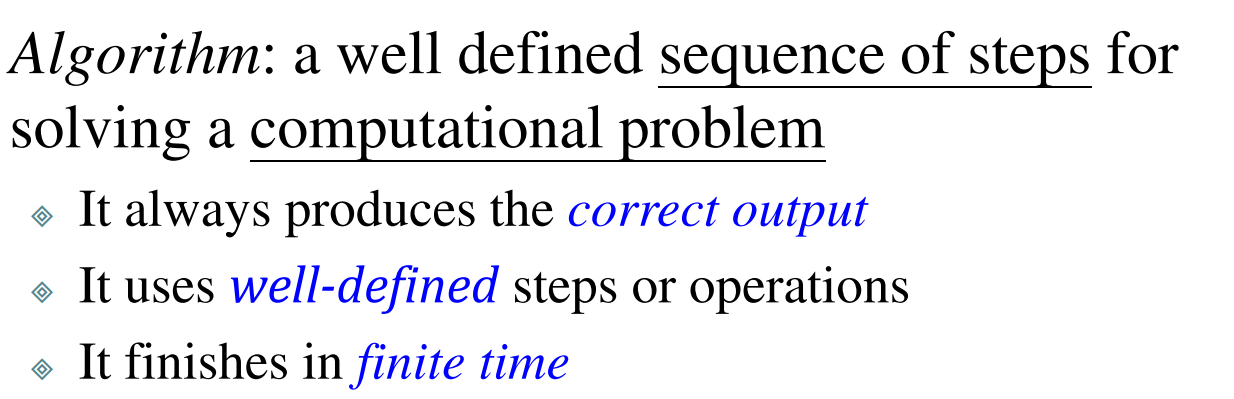 Algorithm: a well defined sequence of steps for
solving a computational problem
It always produces the correct output
It uses well-defined steps or operations
It finishes in finite time